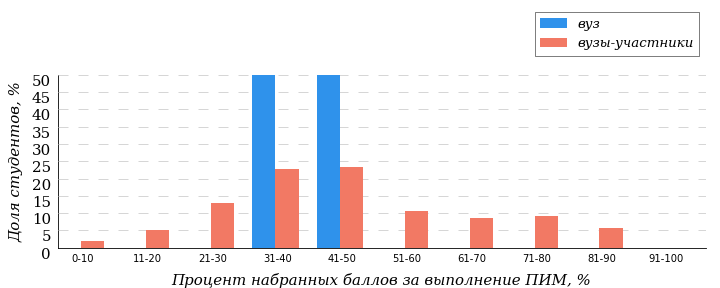 вуз
вузы-участники
50
45
40
35
30
25
20
15
10
5
0
Доля студентов, %
0-10 11-20 21-30 31-40 41-50 51-60 61-70 71-80 81-90 91-100
Процент набранных баллов за выполнение ПИМ, %